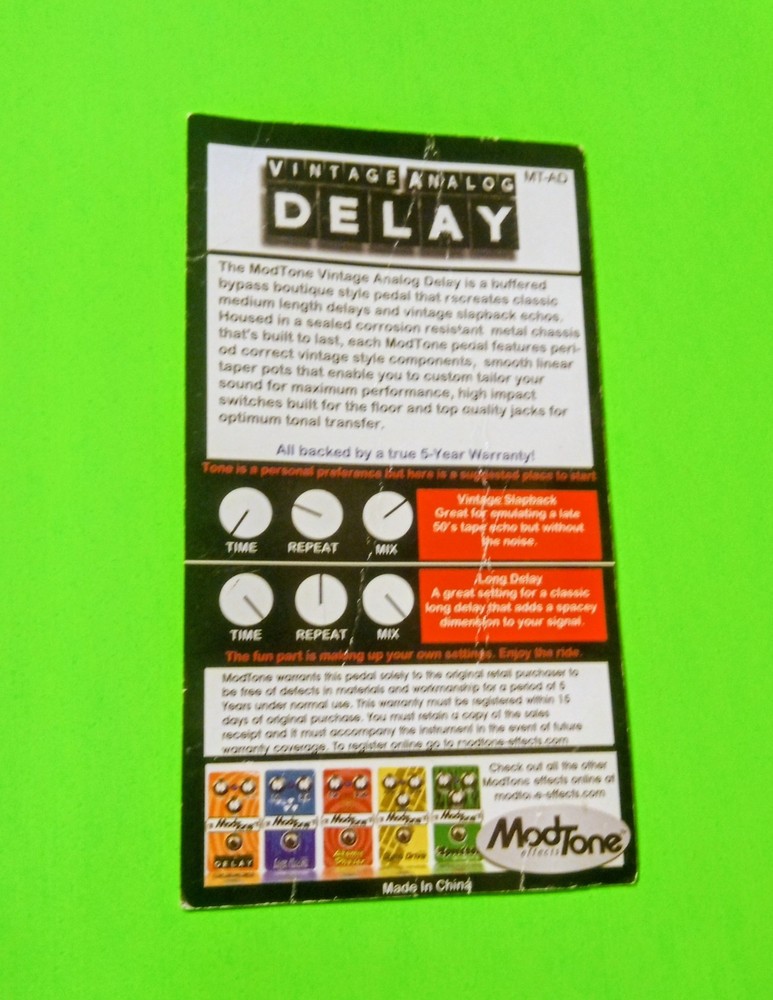 VINTAGE ANALOG
MT-AD
DELAY
The ModTone Vintage Analog Delay is a buffered
bypass boutique style pedal that recreates classic
medium length delays and vintage slapback echos.
Housed in a sealed corrosion resistant metal chassis
that's built to last, each ModTone pedal features peri-
od correct vintage style components, smooth linear
taper pots that enable you to custom tailor your
sound for maximum performance, high impact
switches built for the floor and top quality jacks for
optimum tonal transfer.
All backed by a true 5-Year Warranty!
Tone is a personal preference but here is a suggested place to start
Vintage Slapback
Great for emulating a late
50's tape echo but without
the noise.
TIME REPEAT MIX
Long Delay
A great setting for a classic
long delay that adds a spacey
dimension to your signal.
TIME REPEAT MIX
The fun part is making up your own settings. Enjoy the ride.
ModTone warrants this pedal solely to the original retail purchaser to
be free of defects in materials and workmanship for a period of 5
Years under normal use. This warranty must be registered within 15
days of original purchase. You must retain a copy of the sales
receipt and it must accompany the instrument in the event of future
warranty coverage. To register online go to modtone-effects.com
Check out all the other
ModTone effects online at
modtone-effects.com
DELAY
ModTone
effects
Made In China